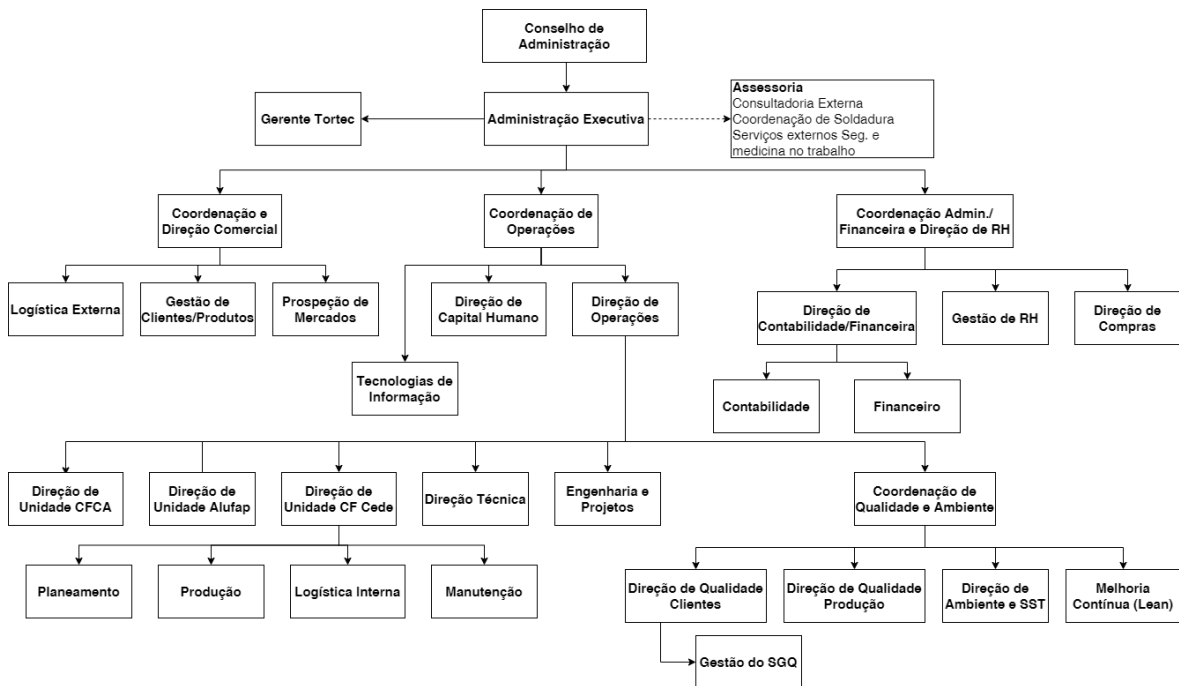 Conselho de
Administração
Gerente Tortec
Administração Executiva
Assessoria
Consultadoria Externa
Coordenação de Soldadura
Serviços externos Seg. e
medicina no trabalho
Coordenação e
Direção Comercial
Coordenação de
Operações
Coordenação Admin./
Financeira e Direção de RH
Logística Externa
Gestão de
Clientes/Produtos
Prospeção de
Mercados
Direção de
Capital Humano
Direção de
Operações
Direção de
Contabilidade/Financeira
Gestão de RH
Direção de
Compras
Tecnologias de
Informação
Contabilidade
Financeiro
Direção de
Unidade CFCA
Direção de
Unidade Alufap
Direção de
Unidade CF Cede
Direção Técnica
Engenharia e
Projetos
Coordenação de
Qualidade e Ambiente
Planeamento
Produção
Logística Interna
Manutenção
Direção de Qualidade
Clientes
Direção de Qualidade
Produção
Direção de
Ambiente e SST
Melhoria
Contínua (Lean)
Gestão do SGQ